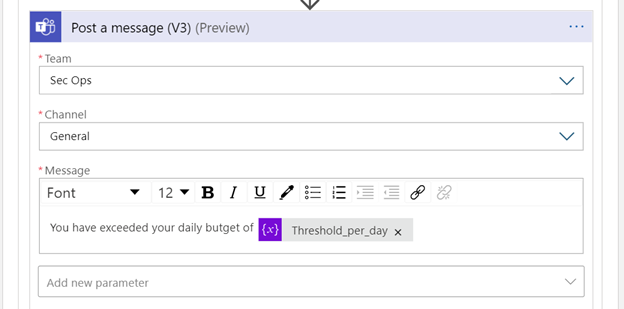 Post a message (V3) (Preview)
* Team
Sec Ops
* Channel
General
* Message
Font 12 B I U
You have exceeded your daily butget of {x} Threshold_per_day ×
Add new parameter